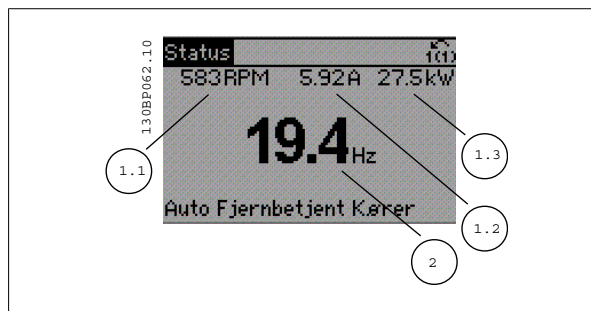 130BP062.10
Status
1(1)
583RPM 5.92A 27.5kW
19.4Hz
Auto Fjernbetjent Kører
1.1
1.3
1.2
2